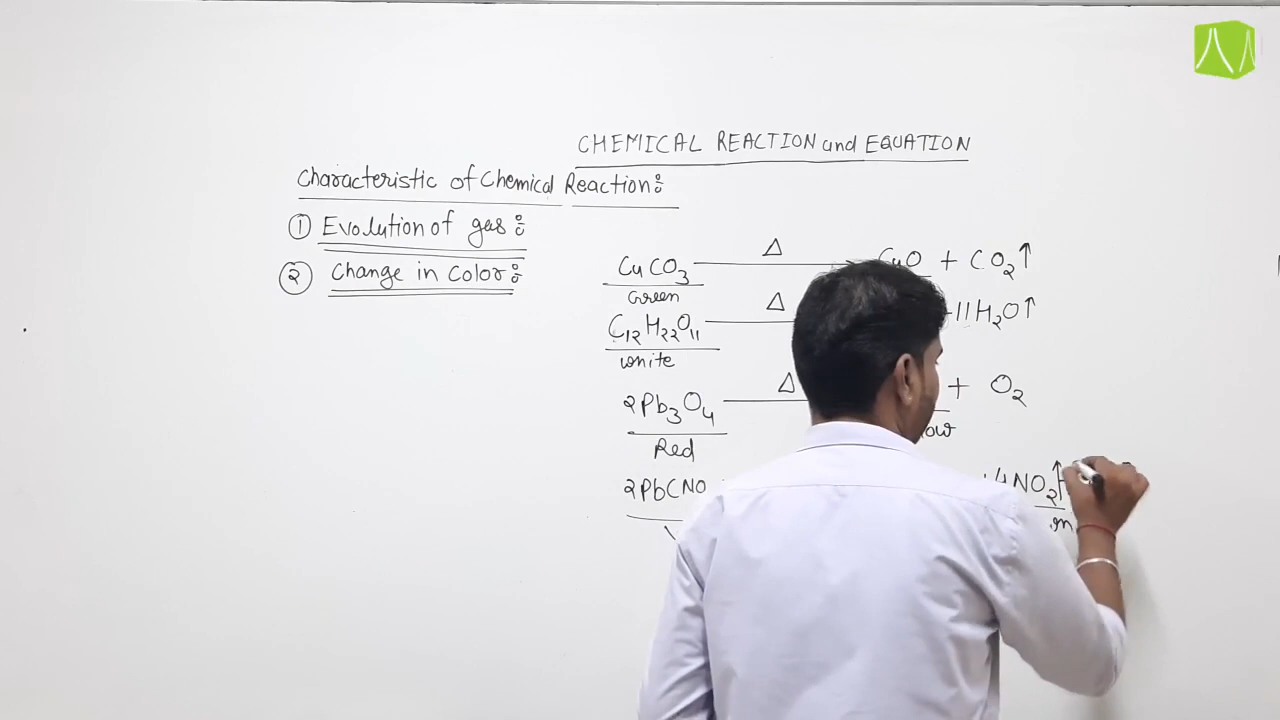 CHEMICAL REACTION and EQUATION
Characteristic of Chemical Reaction:
① Evolution of gas:
② Change in Color:
CuCO₃ Δ CuO + CO₂↑
Green
C₁₂H₂₂O₁₁ Δ 11H₂O↑
White
2Pb₃O₄ Δ + O₂
Red
2PbCNO 4NO₂↑